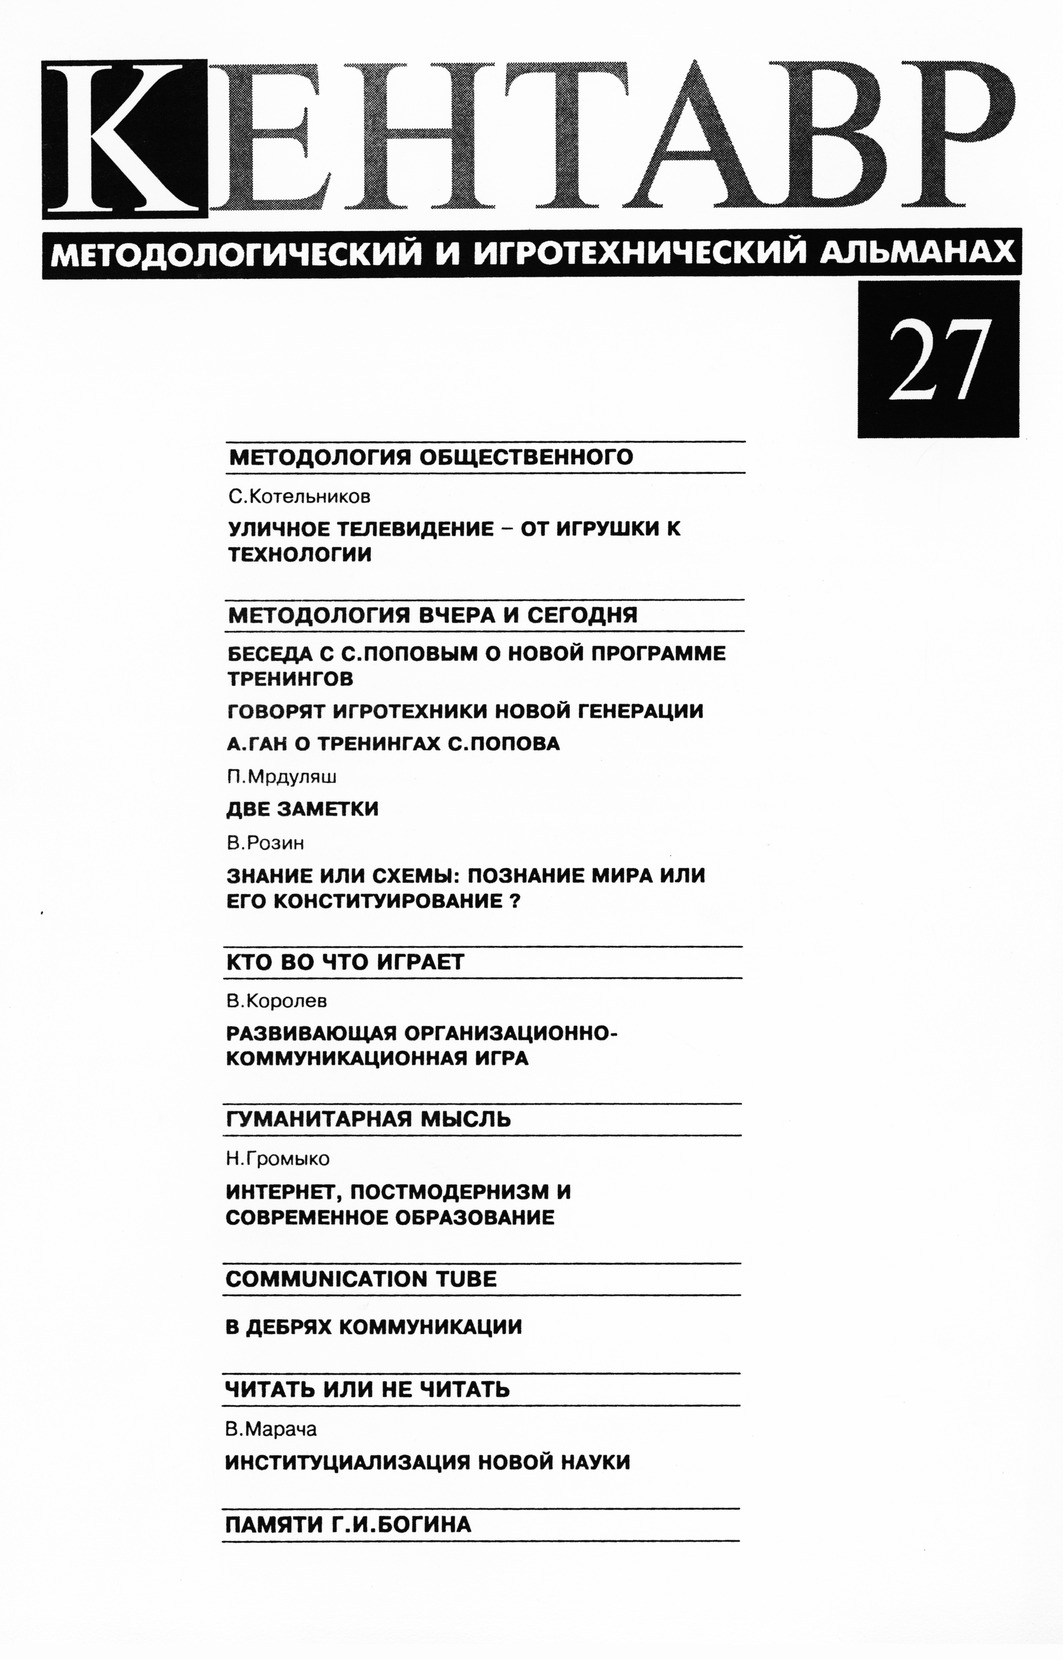 КЕНТАВР
МЕТОДОЛОГИЧЕСКИЙ И ИГРОТЕХНИЧЕСКИЙ АЛЬМАНАХ
27
МЕТОДОЛОГИЯ ОБЩЕСТВЕННОГО
С.Котельников
УЛИЧНОЕ ТЕЛЕВИДЕНИЕ – ОТ ИГРУШКИ К
ТЕХНОЛОГИИ
МЕТОДОЛОГИЯ ВЧЕРА И СЕГОДНЯ
БЕСЕДА С С.ПОПОВЫМ О НОВОЙ ПРОГРАММЕ
ТРЕНИНГОВ
ГОВОРЯТ ИГРОТЕХНИКИ НОВОЙ ГЕНЕРАЦИИ
А.ГАН О ТРЕНИНГАХ С.ПОПОВА
П.Мрдуляш
ДВЕ ЗАМЕТКИ
В.Розин
ЗНАНИЕ ИЛИ СХЕМЫ: ПОЗНАНИЕ МИРА ИЛИ
ЕГО КОНСТИТУИРОВАНИЕ ?
КТО ВО ЧТО ИГРАЕТ
В.Королев
РАЗВИВАЮЩАЯ ОРГАНИЗАЦИОННО-
КОММУНИКАЦИОННАЯ ИГРА
ГУМАНИТАРНАЯ МЫСЛЬ
Н.Громыко
ИНТЕРНЕТ, ПОСТМОДЕРНИЗМ И
СОВРЕМЕННОЕ ОБРАЗОВАНИЕ
COMMUNICATION TUBE
В ДЕБРЯХ КОММУНИКАЦИИ
ЧИТАТЬ ИЛИ НЕ ЧИТАТЬ
В.Марача
ИНСТИТУЦИАЛИЗАЦИЯ НОВОЙ НАУКИ
ПАМЯТИ Г.И.БОГИНА